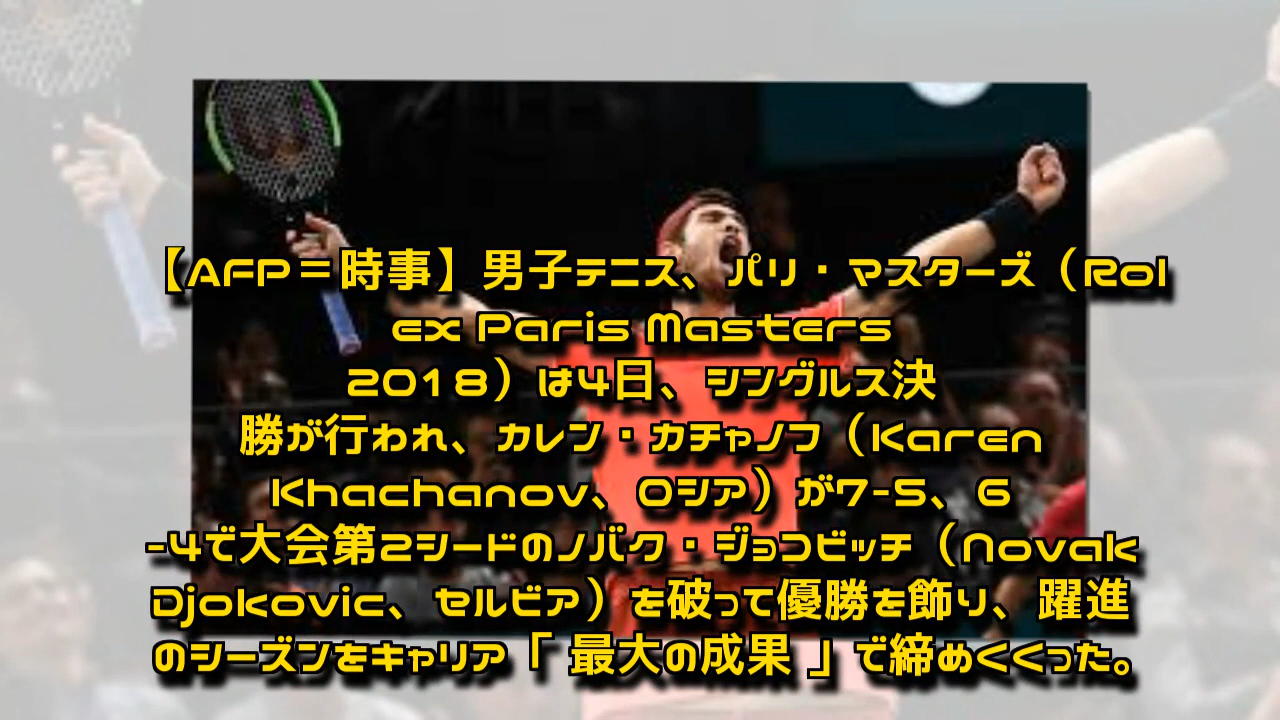 【AFP＝時事】男子テニス、パリ・マスターズ（Rol
ex Paris Masters
2018）は4日、シングルス決
勝が行われ、カレン・カチャノフ（Karen
Khachanov、ロシア）が7-5、6
-4で大会第2シードのノバク・ジョコビッチ（Novak
Djokovic、セルビア）を破って優勝を飾り、躍進
のシーズンをキャリア「 最大の成果 」で締めくくった。